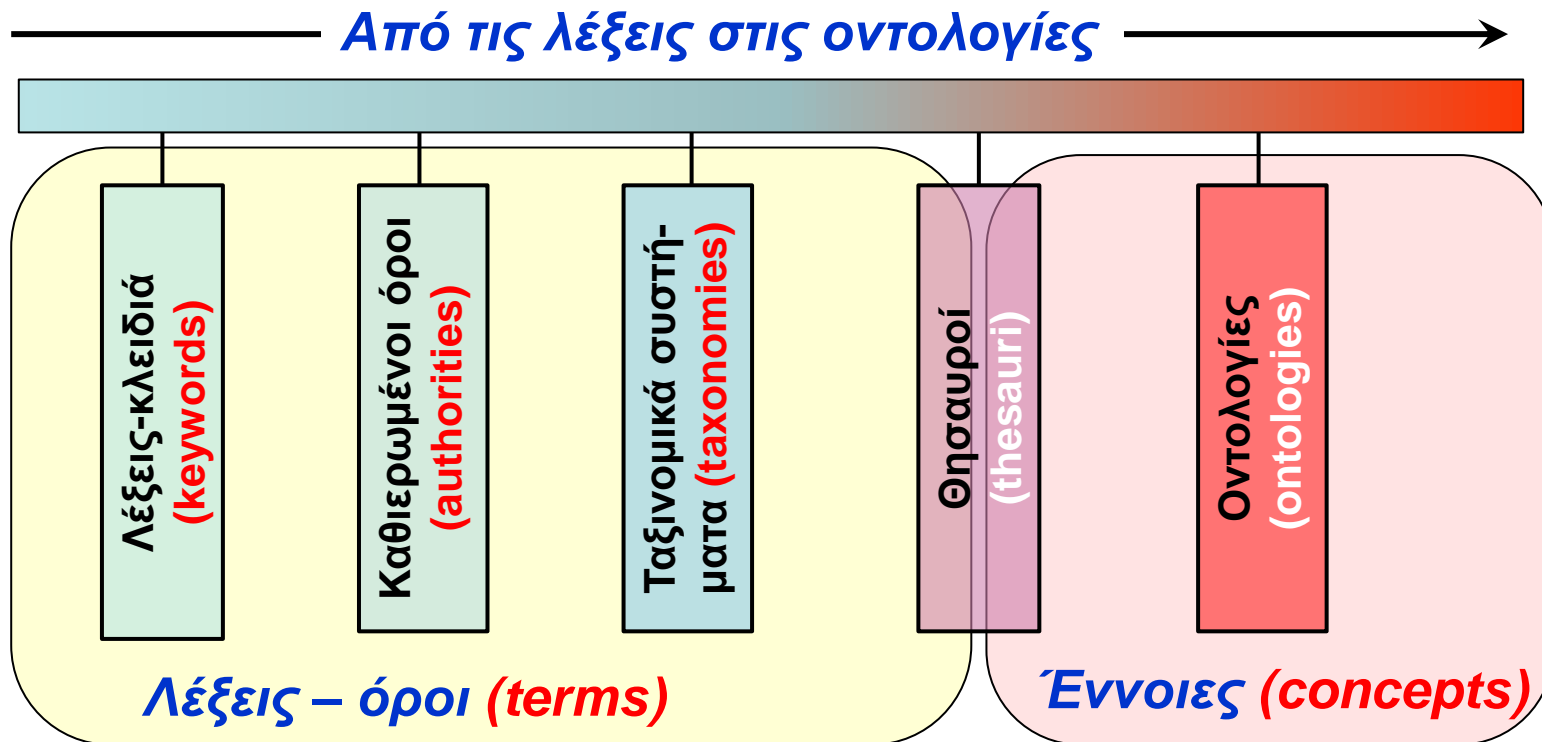 Από τις λέξεις στις οντολογίες
Λέξεις-κλειδιά
(keywords)
Καθιερωμένοι όροι
(authorities)
Ταξινομικά συστή-
ματα (taxonomies)
Θησαυροί
(thesauri)
Οντολογίες
(ontologies)
Λέξεις – όροι (terms)
Έννοιες (concepts)